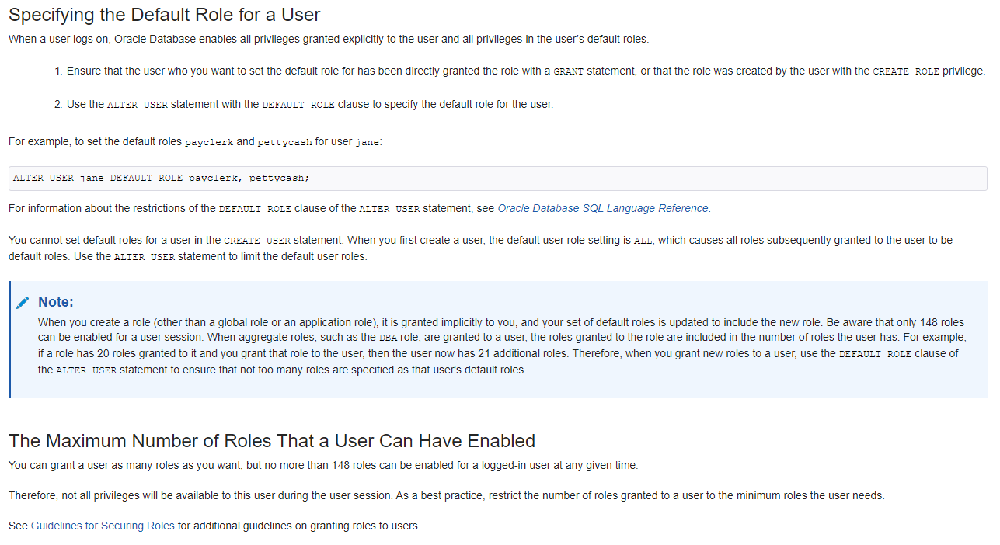 Specifying the Default Role for a User
When a user logs on, Oracle Database enables all privileges granted explicitly to the user and all privileges in the user's default roles.
1. Ensure that the user who you want to set the default role for has been directly granted the role with a GRANT statement, or that the role was created by the user with the CREATE ROLE privilege.
2. Use the ALTER USER statement with the DEFAULT ROLE clause to specify the default role for the user.
For example, to set the default roles payclerk and pettycash for user jane:
ALTER USER jane DEFAULT ROLE payclerk, pettycash;
For information about the restrictions of the DEFAULT ROLE clause of the ALTER USER statement, see Oracle Database SQL Language Reference.
You cannot set default roles for a user in the CREATE USER statement. When you first create a user, the default user role setting is ALL, which causes all roles subsequently granted to the user to be
default roles. Use the ALTER USER statement to limit the default user roles.
Note:
When you create a role (other than a global role or an application role), it is granted implicitly to you, and your set of default roles is updated to include the new role. Be aware that only 148 roles
can be enabled for a user session. When aggregate roles, such as the DBA role, are granted to a user, the roles granted to the role are included in the number of roles the user has. For example,
if a role has 20 roles granted to it and you grant that role to the user, then the user now has 21 additional roles. Therefore, when you grant new roles to a user, use the DEFAULT ROLE clause of
the ALTER USER statement to ensure that not too many roles are specified as that user's default roles.
The Maximum Number of Roles That a User Can Have Enabled
You can grant a user as many roles as you want, but no more than 148 roles can be enabled for a logged-in user at any given time.
Therefore, not all privileges will be available to this user during the user session. As a best practice, restrict the number of roles granted to a user to the minimum roles the user needs.
See Guidelines for Securing Roles for additional guidelines on granting roles to users.